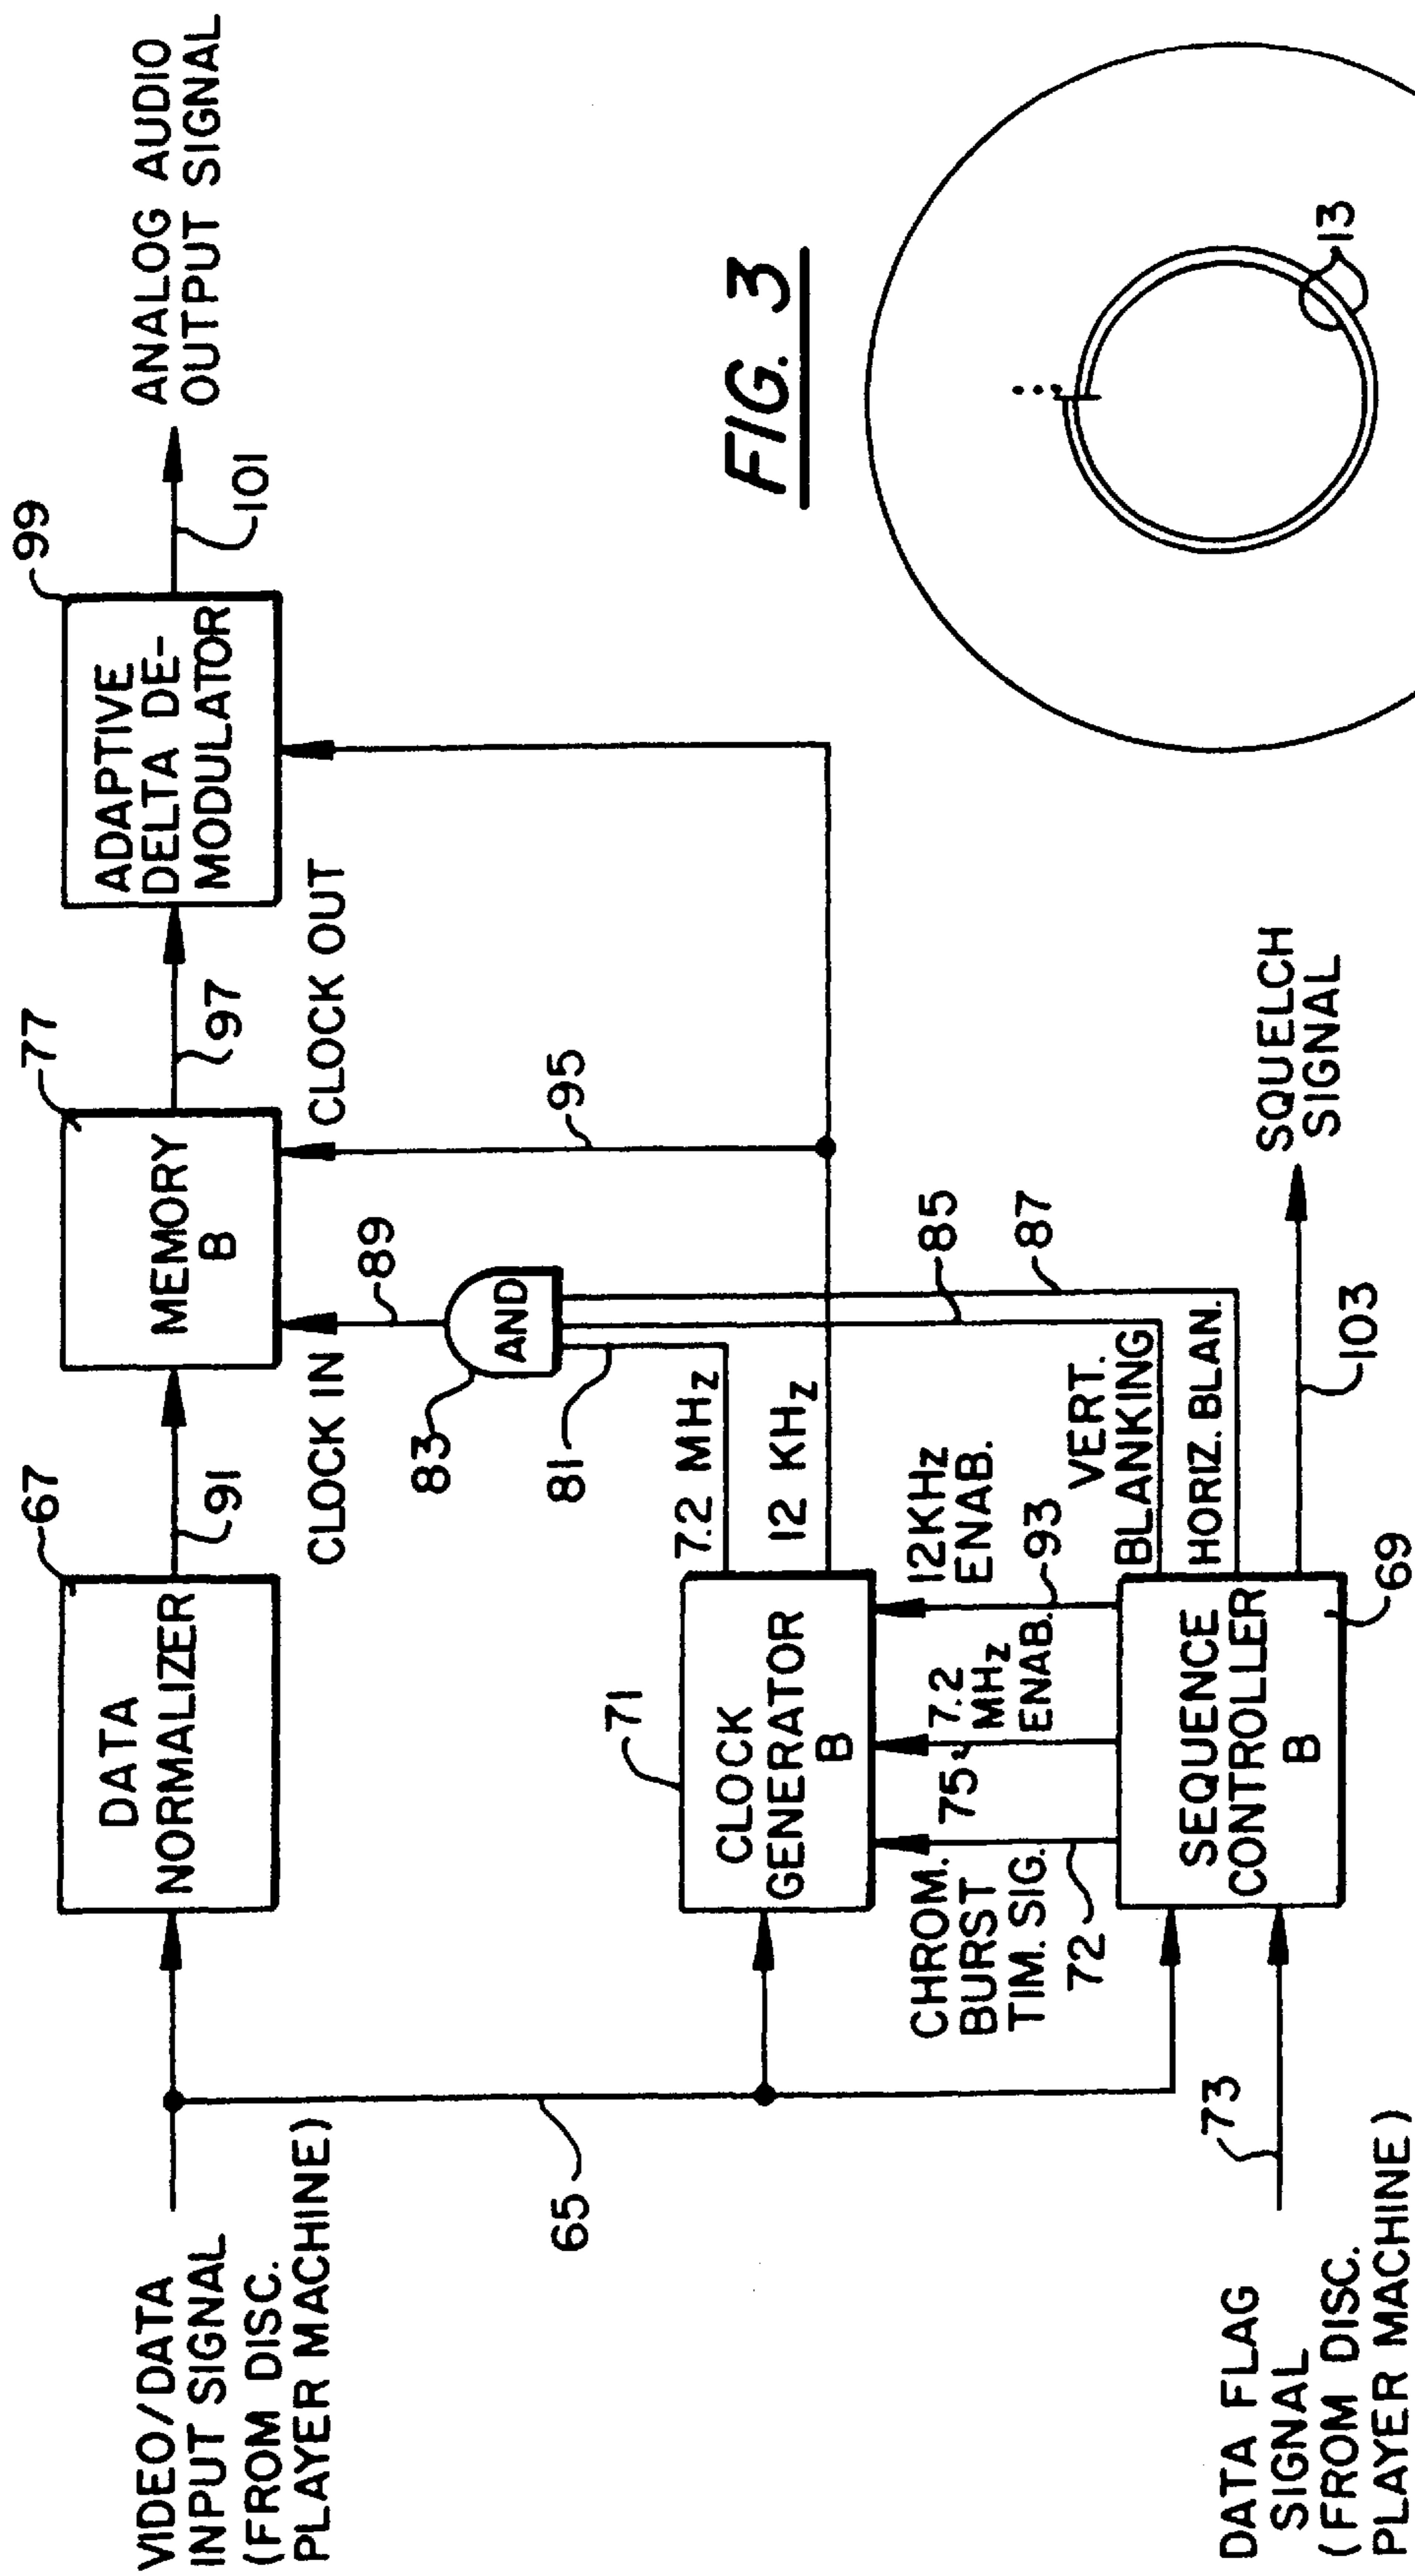 VIDEO/DATA
INPUT SIGNAL
(FROM DISC.
PLAYER MACHINE)
65
67
DATA
NORMALIZER
91
77
MEMORY
B
97
99
ADAPTIVE
DELTA DE-
MODULATOR
101
ANALOG AUDIO
OUTPUT SIGNAL
CLOCK IN
89
CLOCK OUT
83
AND
81
95
71
CLOCK
GENERATOR
B
7.2 MHz
12 KHz
85
87
CHROM.
BURST
TIM. SIG.
72
75
7.2
MHz
ENAB.
93
12KHz
ENAB.
VERT.
BLANKING
HORIZ. BLAN.
DATA FLAG
SIGNAL
(FROM DISC.
PLAYER MACHINE)
73
SEQUENCE
CONTROLLER
B
69
103
SQUELCH
SIGNAL
FIG. 3
13